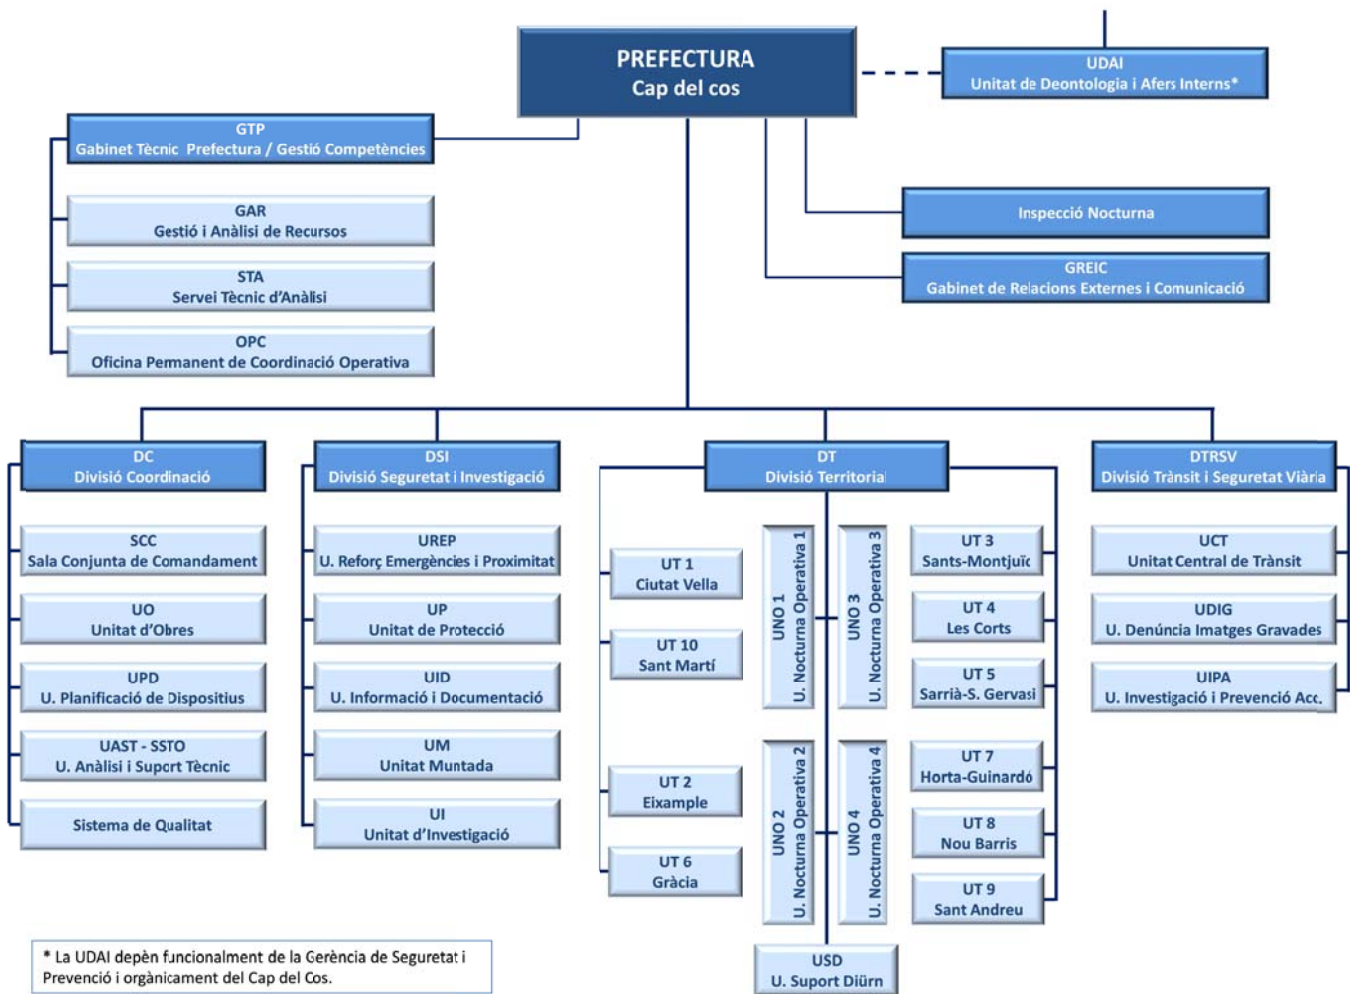 PREFECTURA
Cap del cos
UDAI
Unitat de Deontologia i Afers Interns*
GTP
Gabinet Tècnic Prefectura / Gestió Competències
GAR
Gestió i Anàlisi de Recursos
STA
Servei Tècnic d'Anàlisi
OPC
Oficina Permanent de Coordinació Operativa
Inspecció Nocturna
GREIC
Gabinet de Relacions Externes i Comunicació
DC
Divisió Coordinació
SCC
Sala Conjunta de Comandament
UO
Unitat d'Obres
UPD
U. Planificació de Dispositius
UAST - SSTO
U. Anàlisi i Suport Tècnic
Sistema de Qualitat
DSI
Divisió Seguretat i Investigació
UREP
U. Reforç Emergències i Proximitat
UP
Unitat de Protecció
UID
U. Informació i Documentació
UM
Unitat Muntada
UI
Unitat d'Investigació
DT
Divisió Territorial
UT 1
Ciutat Vella
UT 10
Sant Martí
UT 2
Eixample
UT 6
Gràcia
UNO 1
U. Nocturna Operativa 1
UNO 3
U. Nocturna Operativa 3
UNO 2
U. Nocturna Operativa 2
UNO 4
U. Nocturna Operativa 4
UT 3
Sants-Montjuïc
UT 4
Les Corts
UT 5
Sarrià-S. Gervasi
UT 7
Horta-Guinardó
UT 8
Nou Barris
UT 9
Sant Andreu
USD
U. Suport Diürn
DTRSV
Divisió Trànsit i Seguretat Viària
UCT
Unitat Central de Trànsit
UDIG
U. Denúncia Imatges Gravades
UIPA
U. Investigació i Prevenció Acc.
* La UDAI depèn funcionalment de la Gerència de Seguretat i
Prevenció i orgànicament del Cap del Cos.